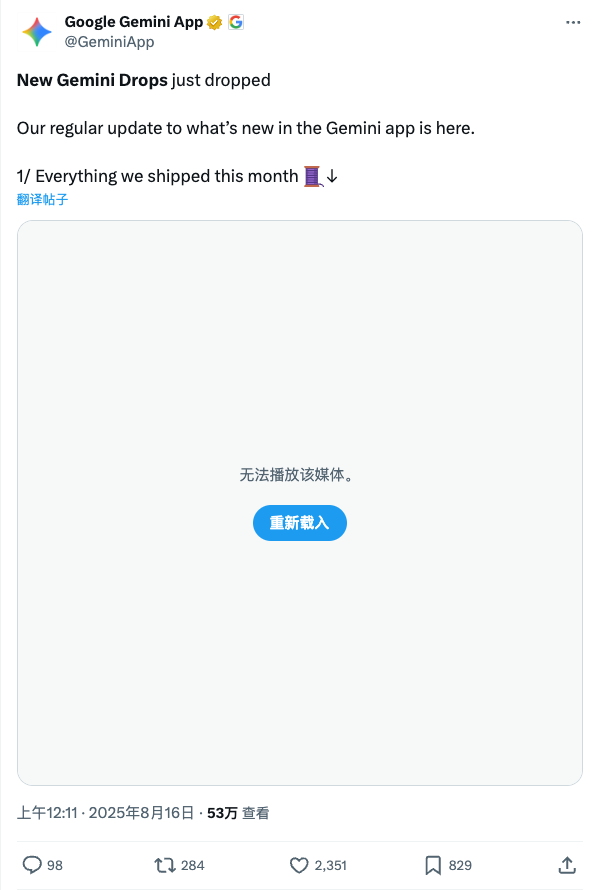 Google Gemini App
@GeminiApp
New Gemini Drops just dropped
Our regular update to what's new in the Gemini app is here.
1/ Everything we shipped this month 🧵↓
翻译帖子
无法播放该媒体。
重新载入
上午12:11 · 2025年8月16日 · 53万 查看
98 284 2,351 829